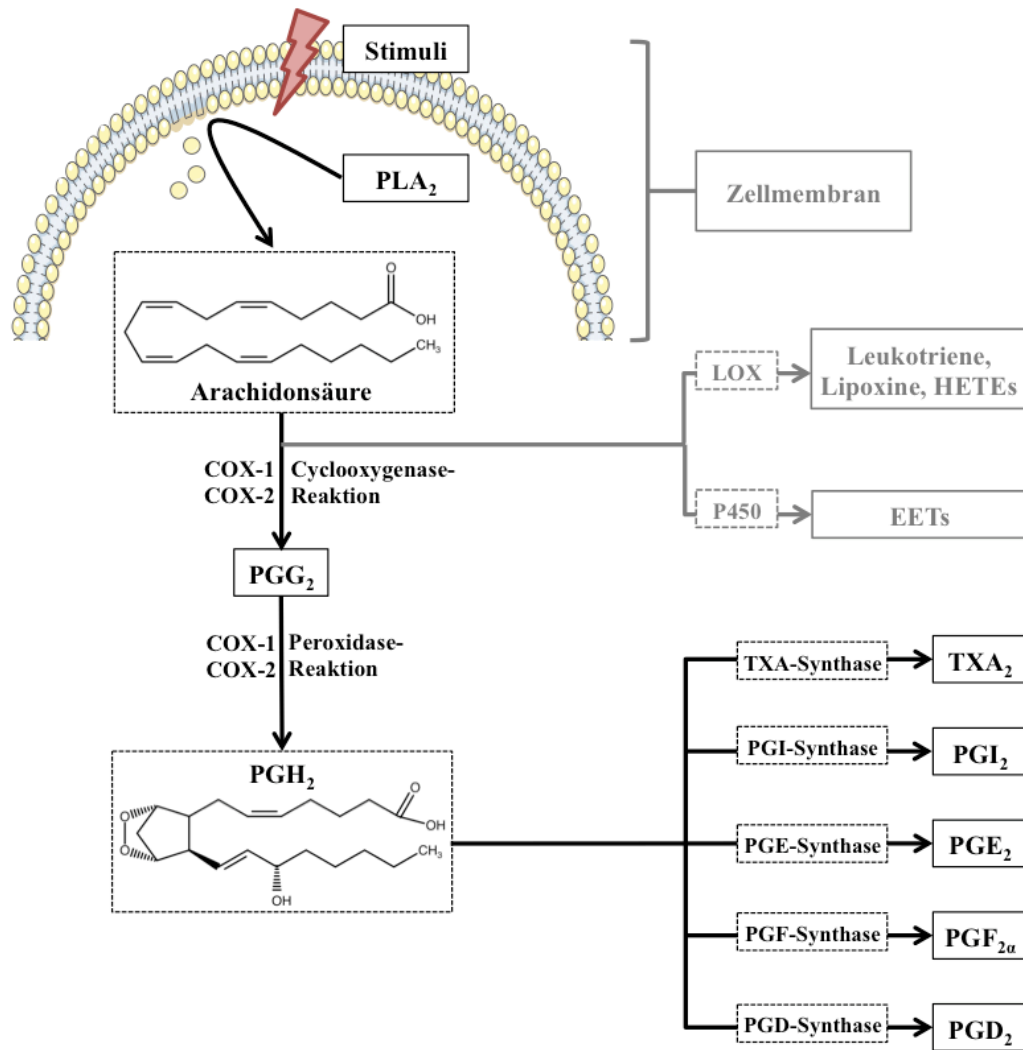 Stimuli
PLA₂
Zellmembran
O
OH
CH₃
Arachidonsäure
LOX
Leukotriene,
Lipoxine, HETEs
COX-1 Cyclooxygenase-
COX-2 Reaktion
P450
EETs
PGG₂
COX-1 Peroxidase-
COX-2 Reaktion
TXA-Synthase
TXA₂
PGH₂
PGI-Synthase
PGI₂
O
OH
O
O
CH₃
OH
PGE-Synthase
PGE₂
PGF-Synthase
PGF₂α
PGD-Synthase
PGD₂